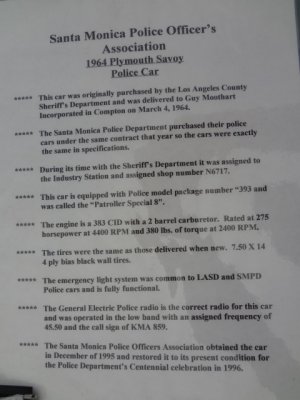 Santa Monica Police Officer's
Association
1964 Plymouth Savoy
Police Car
***** This car was originally purchased by the Los Angeles County
Sheriff's Department and was delivered to Guy Moothart
Incorporated in Compton on March 4, 1964.
***** The Santa Monica Police Department purchased their police
cars under the same contract that year so the cars were exactly
the same in specifications.
***** During its time with the Sheriff's Department it was assigned to
the Industry Station and assigned shop number N6717.
***** This car is equipped with Police model package number "393 and
was called the "Patroller Special 8".
***** The engine is a 383 CID with a 2 barrel carburetor. Rated at 275
horsepower at 4400 RPM and 380 lbs. of torque at 2400 RPM.
***** The tires were the same as those delivered when new. 7.50 X 14
4 ply bias black wall tires.
***** The emergency light system was common to LASD and SMPD
Police cars and is fully functional.
***** The General Electric Police radio is the correct radio for this car
and was operated in the low band with an assigned frequency of
45.50 and the call sign of KMA 859.
***** The Santa Monica Police Officers Association obtained the car
in December of 1995 and restored it to its present condition for
the Police Department's Centennial celebration in 1996.